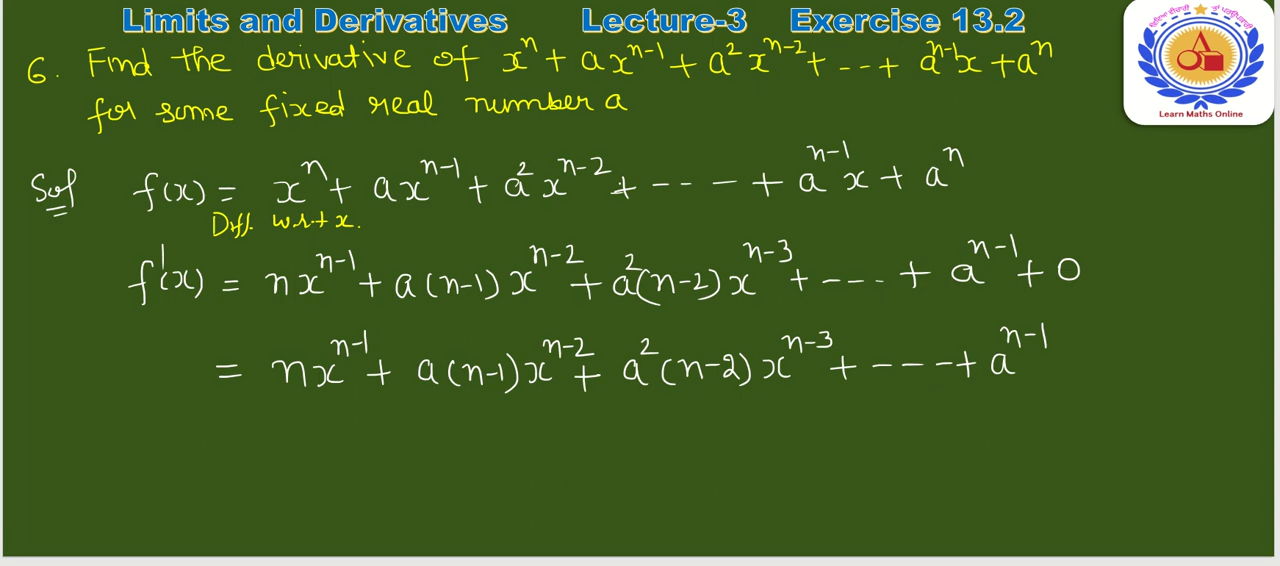 Limits and Derivatives Lecture-3 Exercise 13.2
6. Find the derivative of xⁿ + axⁿ⁻¹ + a²xⁿ⁻² + --- + aⁿ⁻¹x + aⁿ
for some fixed real number a
Sol f(x) = xⁿ + axⁿ⁻¹ + a²xⁿ⁻² + ---- + aⁿ⁻¹x + aⁿ
Diff. w.r.t x.
f'(x) = nxⁿ⁻¹ + a(n-1)xⁿ⁻² + a²(n-2)xⁿ⁻³ + ---- + aⁿ⁻¹ + 0
= nxⁿ⁻¹ + a(n-1)xⁿ⁻² + a²(n-2)xⁿ⁻³ + ---- + aⁿ⁻¹
Learn Maths Online